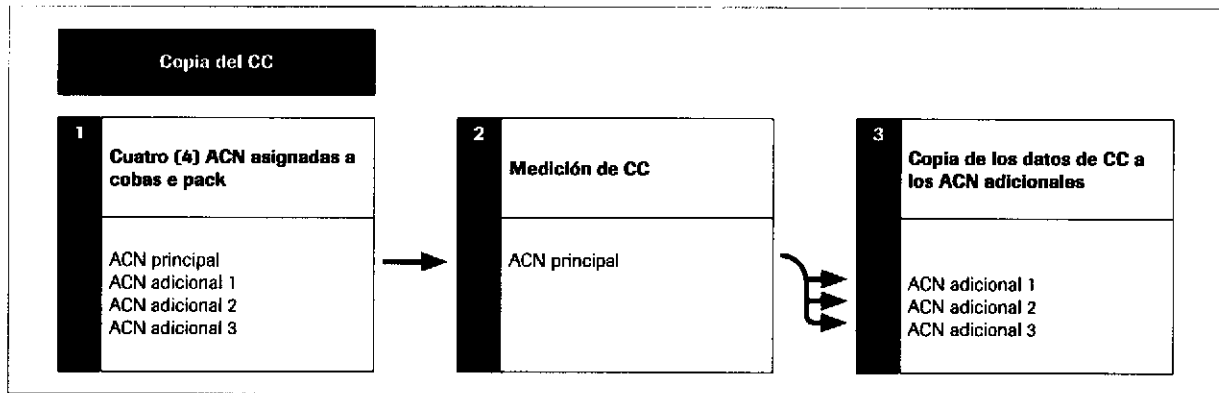 Copia del CC
1
Cuatro (4) ACN asignadas a
cobas e pack
ACN principal
ACN adicional 1
ACN adicional 2
ACN adicional 3
2
Medición de CC
ACN principal
3
Copia de los datos de CC a
los ACN adicionales
ACN adicional 1
ACN adicional 2
ACN adicional 3